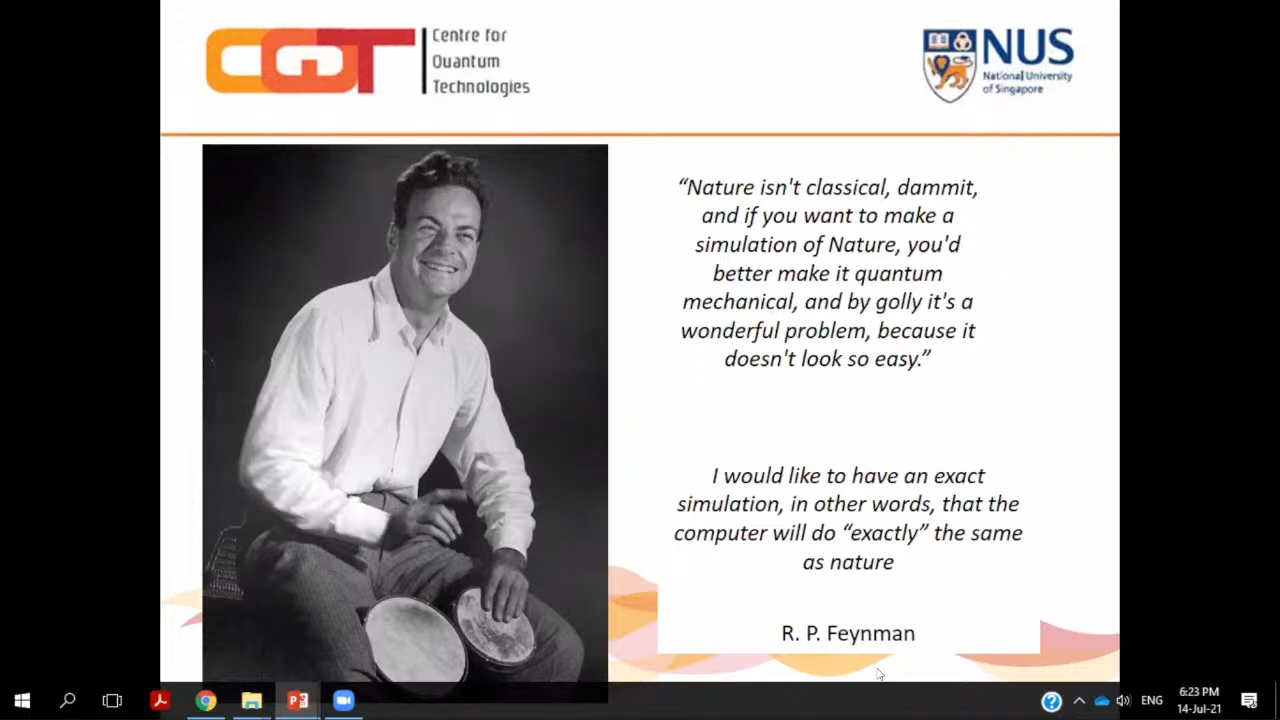 CQT
Centre for
Quantum
Technologies
NUS
National University
of Singapore
“Nature isn't classical, dammit,
and if you want to make a
simulation of Nature, you'd
better make it quantum
mechanical, and by golly it's a
wonderful problem, because it
doesn't look so easy.”
I would like to have an exact
simulation, in other words, that the
computer will do “exactly” the same
as nature
R. P. Feynman
ENG
6:23 PM
14-Jul-21